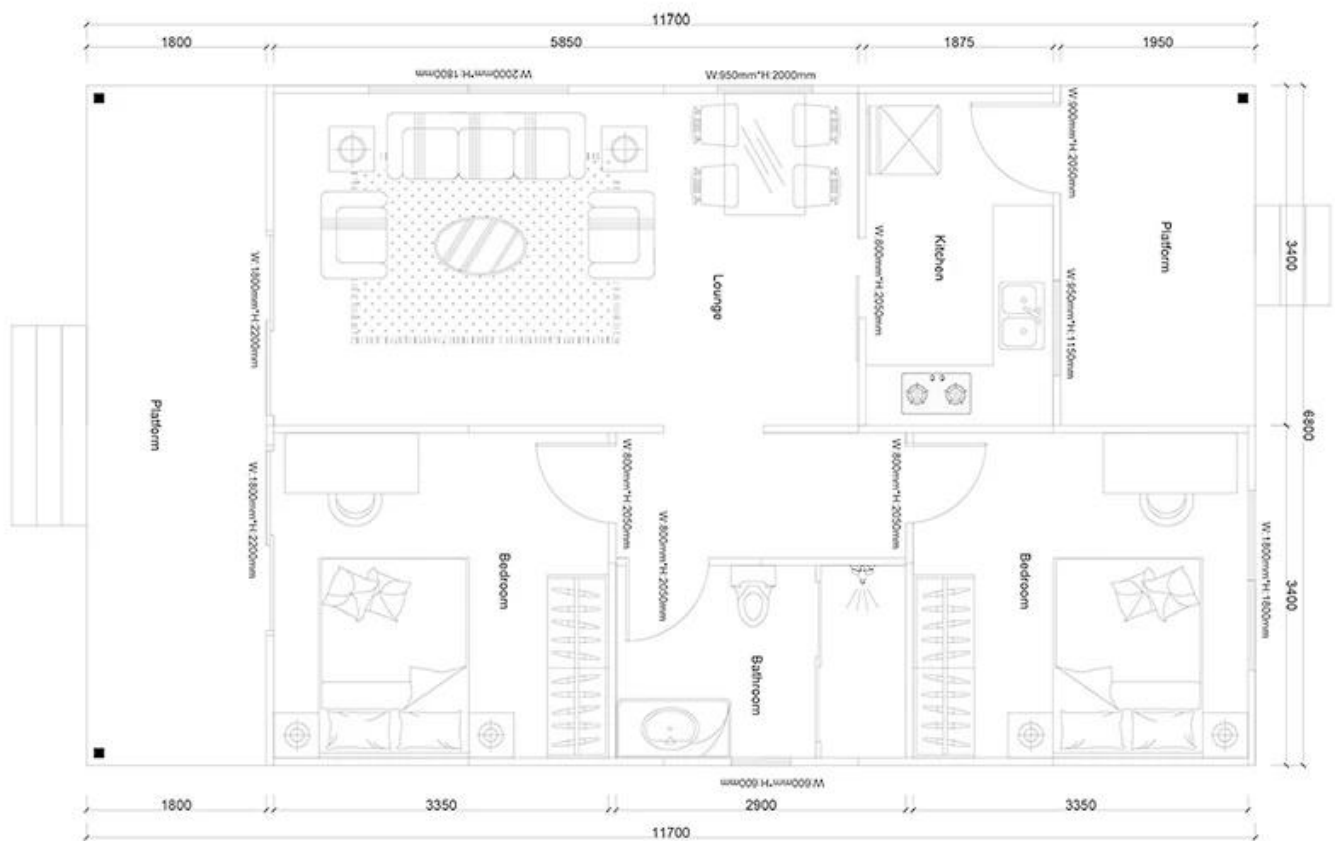 11700
1800
5850
1875
1950
W:2000mm*H:1800mm
W:950mm*H:2000mm
W:900mm*H:2050mm
W:1800mm*H:2200mm
Lounge
W:800mm*H:2050mm
Kitchen
W:950mm*H:1150mm
Platform
3400
6800
Platform
W:1800mm*H:2200mm
Bedroom
W:800mm*H:2050mm
W:800mm*H:2050mm
Bathroom
W:800mm*H:2050mm
Bedroom
W:1800mm*H:1800mm
3400
W:600mm*H:600mm
1800
3350
2900
3350
11700